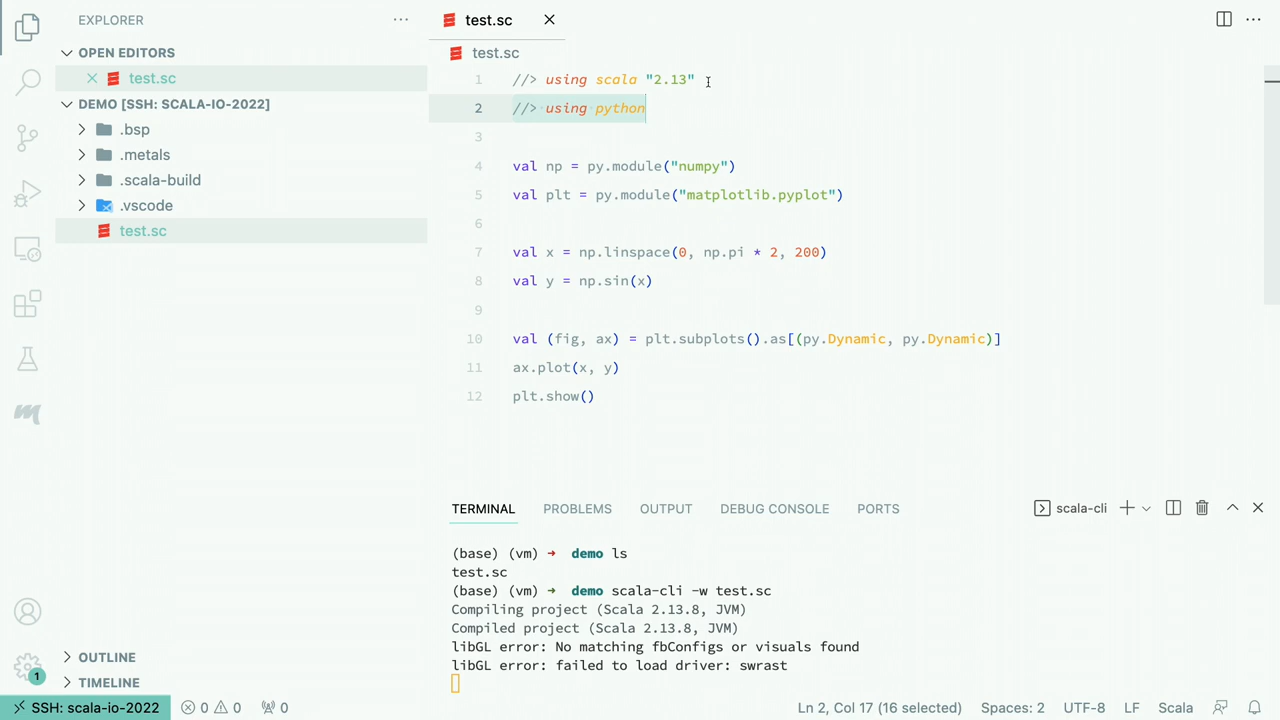 EXPLORER
OPEN EDITORS
test.sc
DEMO [SSH: SCALA-IO-2022]
.bsp
.metals
.scala-build
.vscode
test.sc
OUTLINE
TIMELINE
1
test.sc
test.sc
1 //> using scala "2.13"
2 //> using python
3
4 val np = py.module("numpy")
5 val plt = py.module("matplotlib.pyplot")
6
7 val x = np.linspace(0, np.pi * 2, 200)
8 val y = np.sin(x)
9
10 val (fig, ax) = plt.subplots().as[(py.Dynamic, py.Dynamic)]
11 ax.plot(x, y)
12 plt.show()
TERMINAL PROBLEMS OUTPUT DEBUG CONSOLE PORTS scala-cli
(base) (vm) ➜ demo ls
test.sc
(base) (vm) ➜ demo scala-cli -w test.sc
Compiling project (Scala 2.13.8, JVM)
Compiled project (Scala 2.13.8, JVM)
libGL error: No matching fbConfigs or visuals found
libGL error: failed to load driver: swrast
SSH: scala-io-2022 0 0 0 Ln 2, Col 17 (16 selected) Spaces: 2 UTF-8 LF Scala